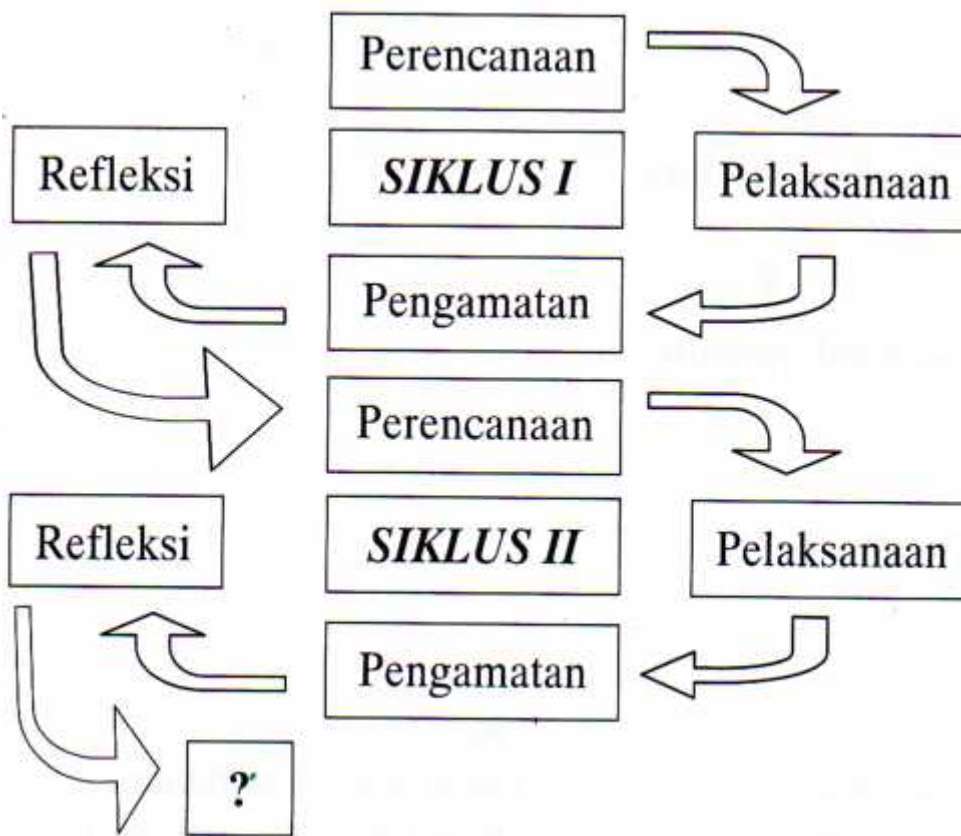 Perencanaan
Refleksi
SIKLUS I
Pelaksanaan
Pengamatan
Perencanaan
Refleksi
SIKLUS II
Pelaksanaan
Pengamatan
?